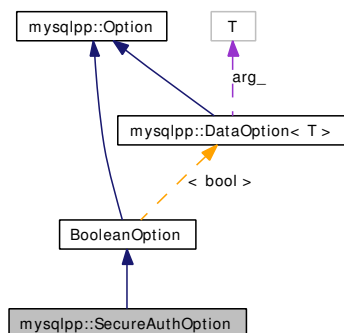 mysqlpp::Option
T
arg_
mysqlpp::DataOption< T >
< bool >
BooleanOption
mysqlpp::SecureAuthOption